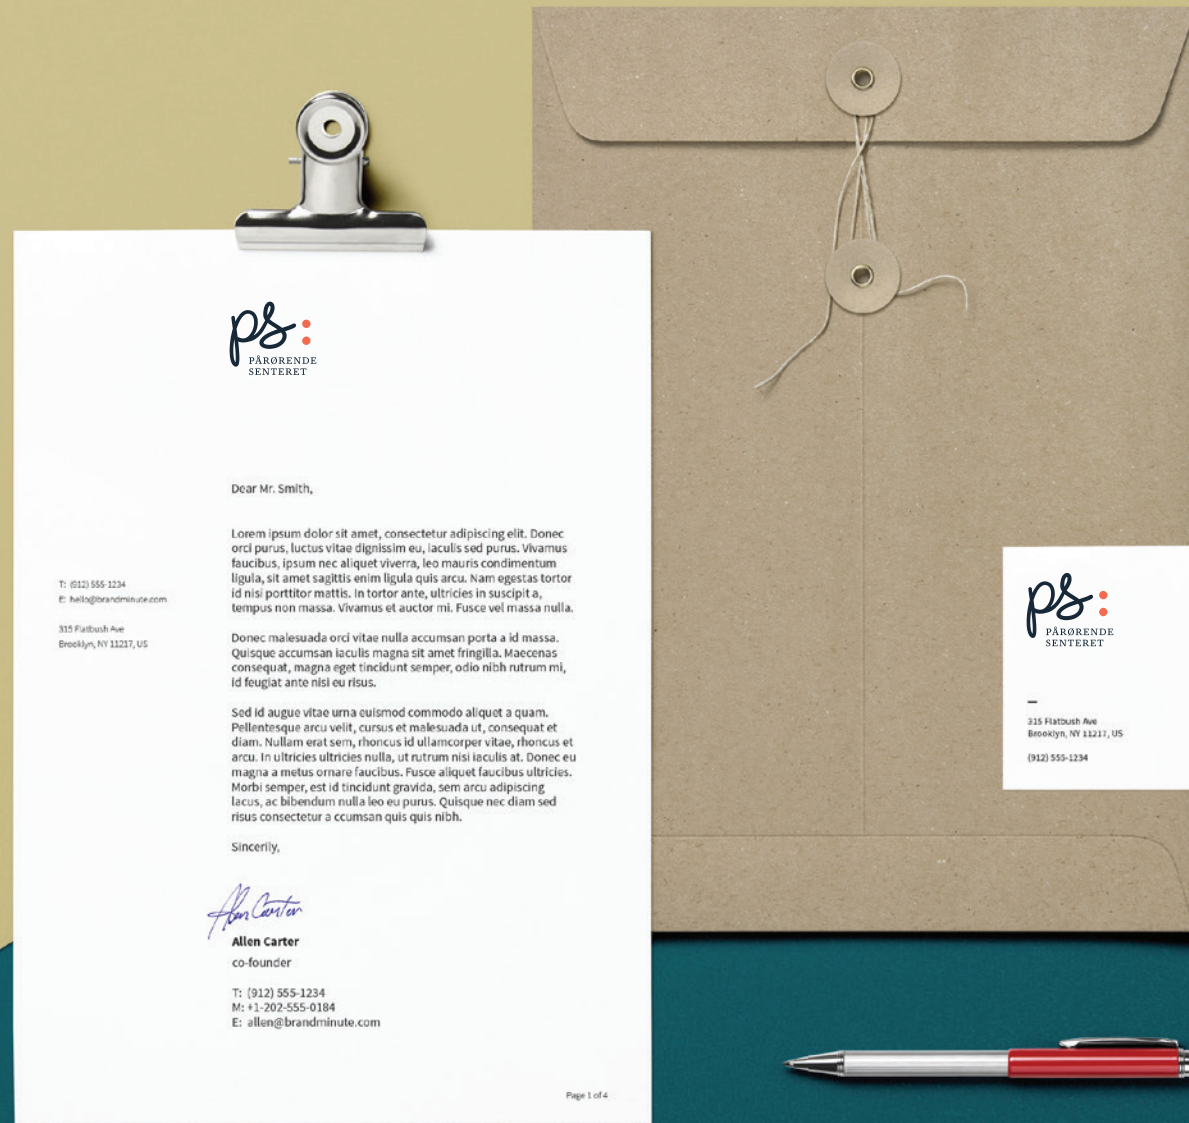 ps:
PÅRØRENDE
SENTERET
Dear Mr. Smith,
Lorem ipsum dolor sit amet, consectetur adipiscing elit. Donec
orci purus, luctus vitae dignissim eu, iaculis sed purus. Vivamus
faucibus, ipsum nec aliquet viverra, leo mauris condimentum
ligula, sit amet sagittis enim ligula quis arcu. Nam egestas tortor
id nisi porttitor mattis. In tortor ante, ultricies in suscipit a,
tempus non massa. Vivamus et auctor mi. Fusce vel massa nulla.
Donec malesuada orci vitae nulla accumsan porta a id massa.
Quisque accumsan iaculis magna sit amet fringilla. Maecenas
consequat, magna eget tincidunt semper, odio nibh rutrum mi,
id feugiat ante nisi eu risus.
Sed id augue vitae urna euismod commodo aliquet a quam.
Pellentesque arcu velit, cursus et malesuada ut, consequat et
diam. Nullam erat sem, rhoncus id ullamcorper vitae, rhoncus et
arcu. In ultricies ultricies nulla, ut rutrum nisi iaculis at. Donec eu
magna a metus ornare faucibus. Fusce aliquet faucibus ultricies.
Morbi semper, est id tincidunt gravida, sem arcu adipiscing
lacus, ac bibendum nulla leo eu purus. Quisque nec diam sed
risus consectetur a ccumsan quis quis nibh.
Sincerily,
Allen Carter
co-founder
T: (912) 555-1234
M: +1-202-555-0184
E: allen@brandminute.com
Page 1 of 4
T: (912) 555-1234
E: hello@brandminute.com
315 Flatbush Ave
Brooklyn, NY 11217, US
ps:
PÅRØRENDE
SENTERET
315 Flatbush Ave
Brooklyn, NY 11217, US
(912) 555-1234